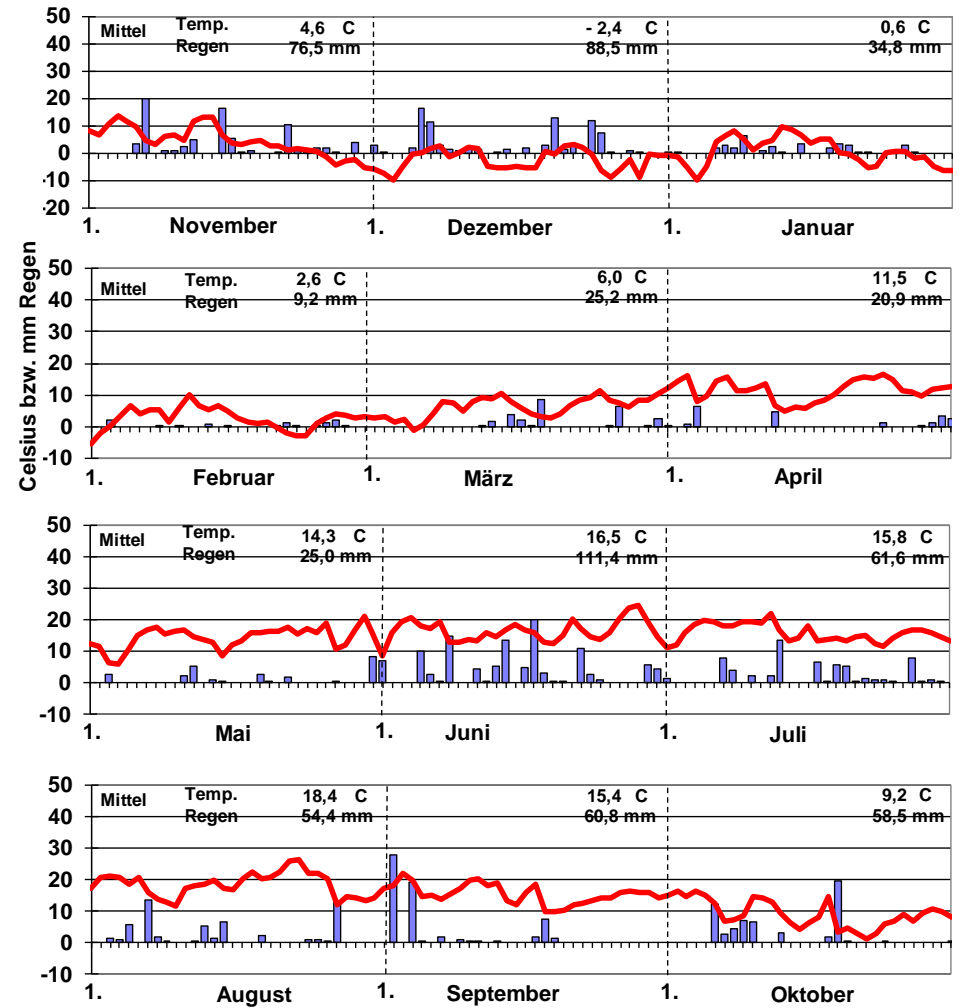 Celsius bzw. mm Regen
50
40
30
20
10
0
-10
-20
Mittel Temp. 4,6 C - 2,4 C 0,6 C
Regen 76,5 mm 88,5 mm 34,8 mm
1. November 1. Dezember 1. Januar
50
40
30
20
10
0
-10
Mittel Temp. 2,6 C 6,0 C 11,5 C
Regen 9,2 mm 25,2 mm 20,9 mm
1. Februar 1. März 1. April
50
40
30
20
10
0
-10
Mittel Temp. 14,3 C 16,5 C 15,8 C
Regen 25,0 mm 111,4 mm 61,6 mm
1. Mai 1. Juni 1. Juli
50
40
30
20
10
0
-10
Mittel Temp. 18,4 C 15,4 C 9,2 C
Regen 54,4 mm 60,8 mm 58,5 mm
1. August 1. September 1. Oktober